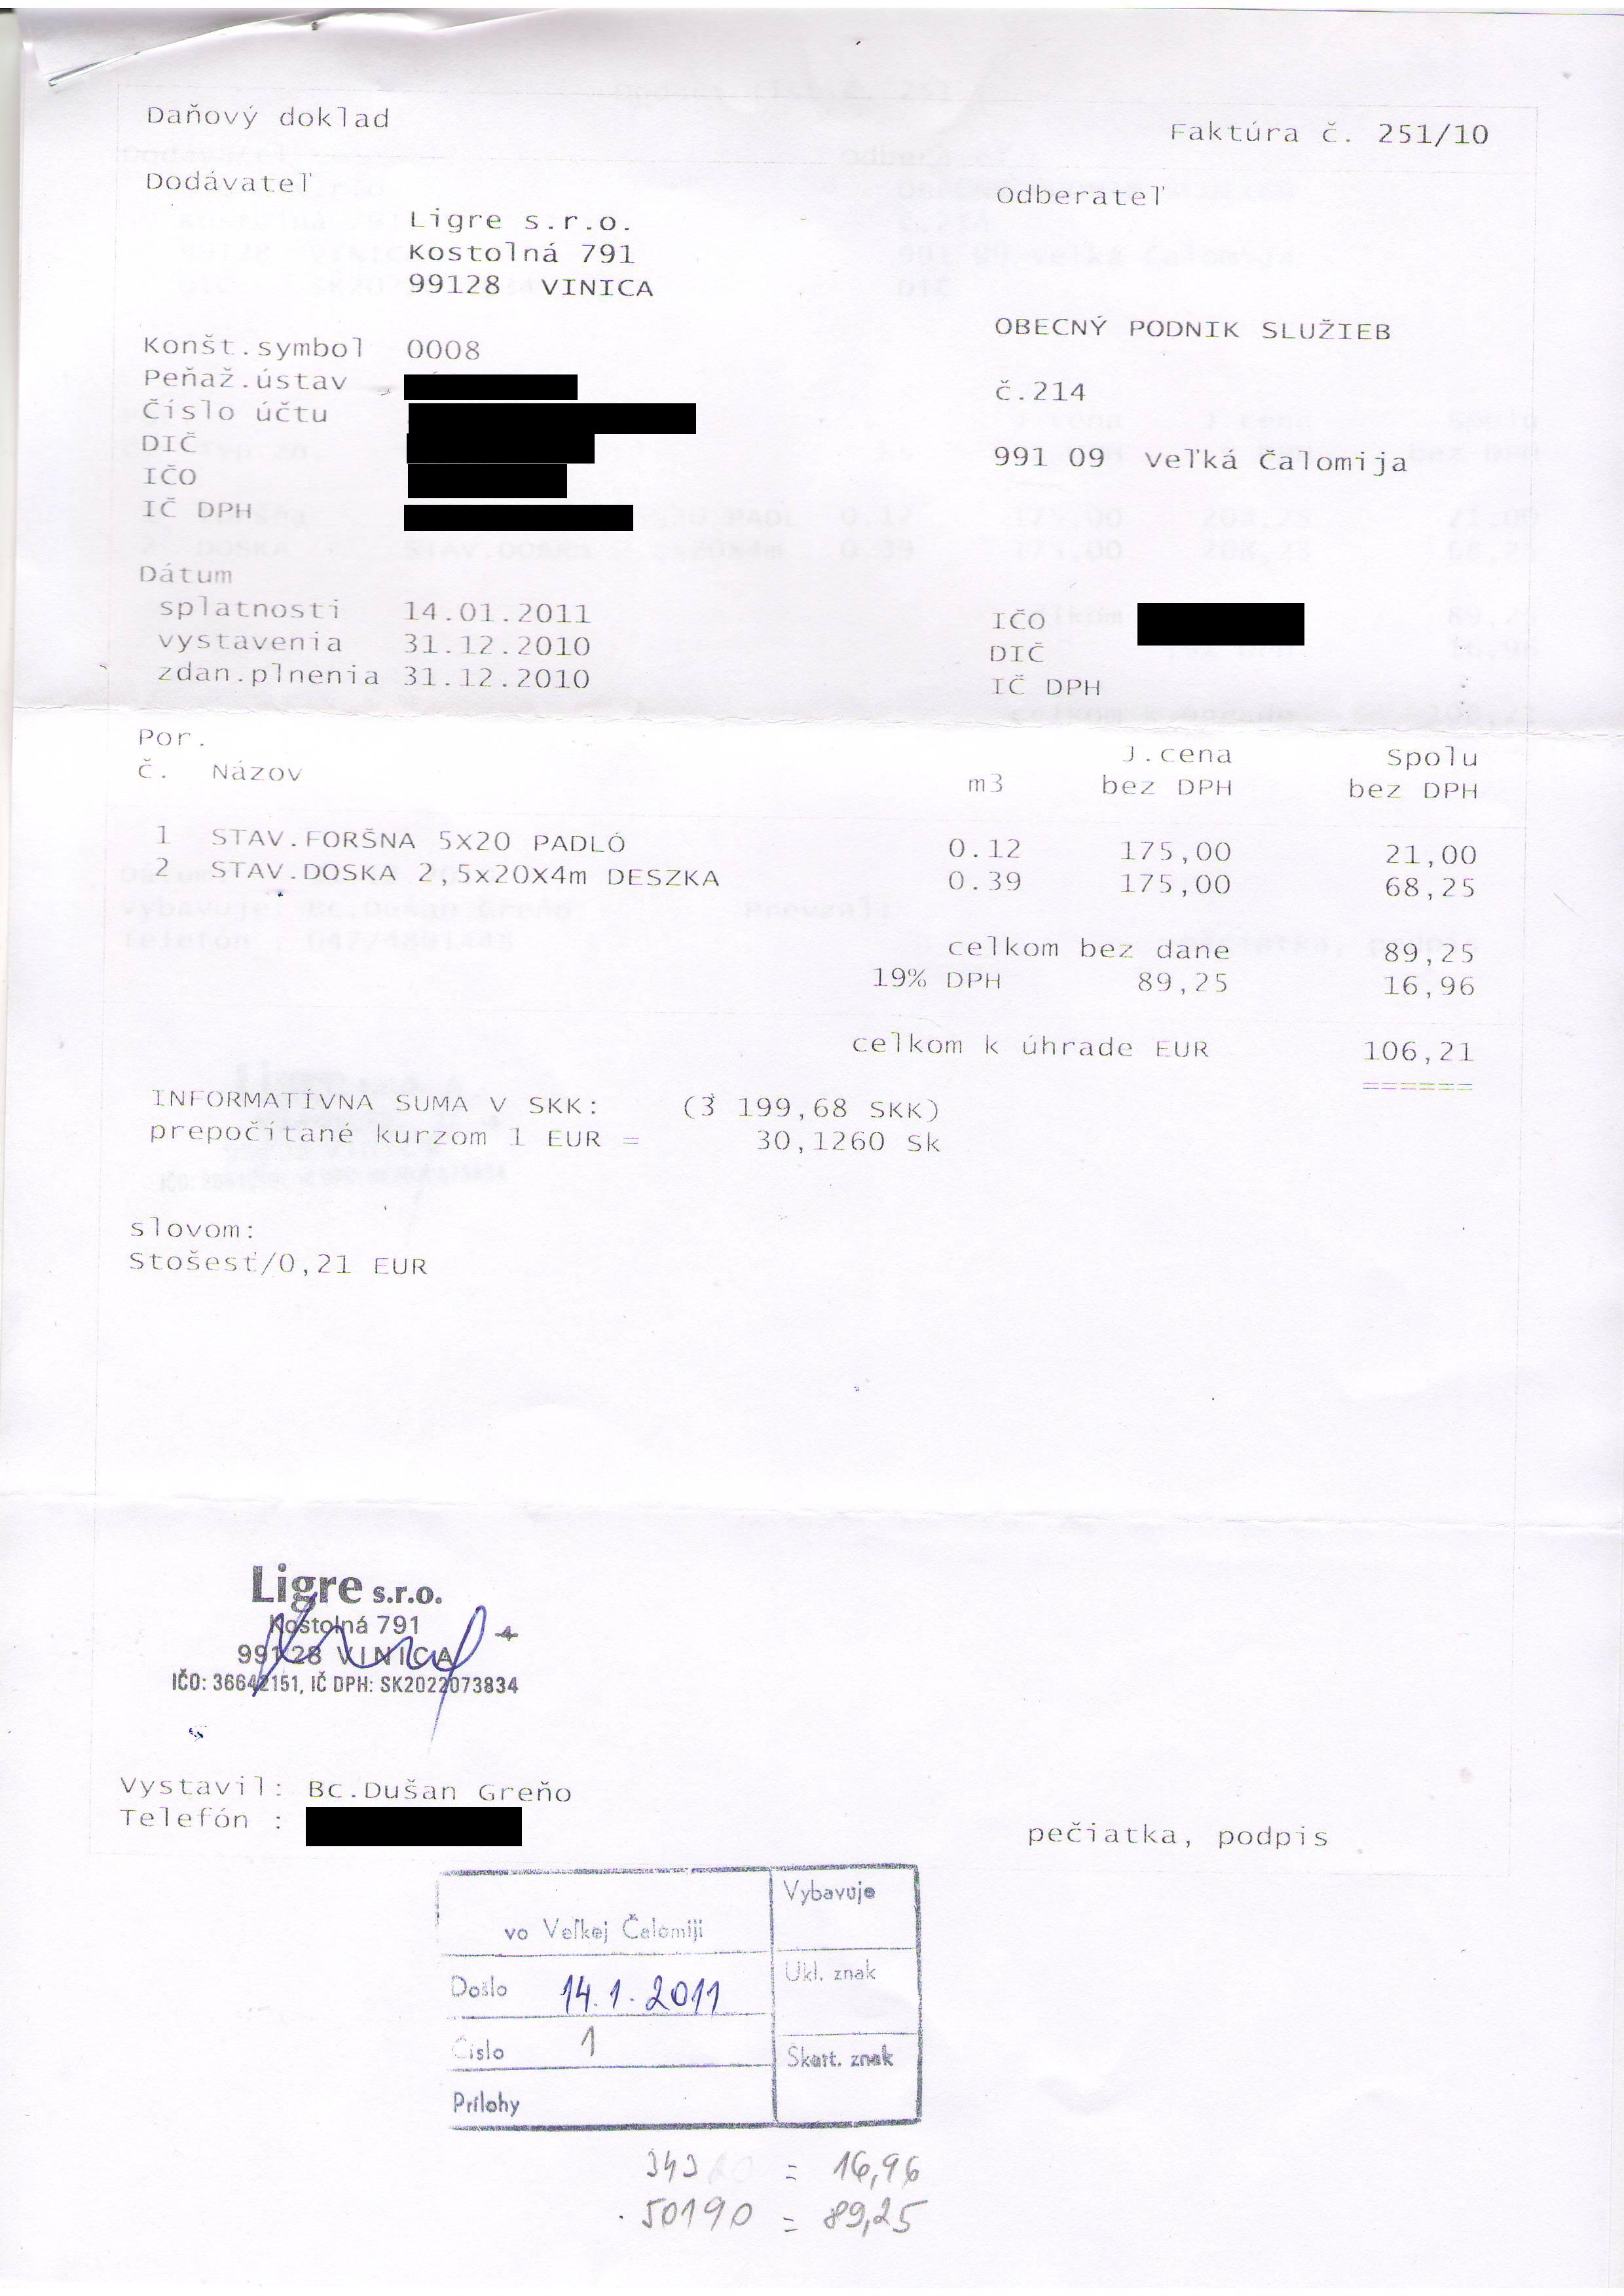 Daňový doklad
Faktúra č. 251/10
Dodávateľ
Odberateľ
Ligre s.r.o.
Kostolná 791
99128 VINICA
OBECNÝ PODNIK SLUŽIEB
Konšt.symbol 0008
Peňaž.ústav
č.214
Číslo účtu
DIČ
991 09 Veľká Čalomija
IČO
IČ DPH
Dátum
splatnosti 14.01.2011
IČO
vystavenia 31.12.2010
DIČ
zdan.plnenia 31.12.2010
IČ DPH
Por. J.cena Spolu
č. Názov m3 bez DPH bez DPH
1 STAV.FORŠNA 5X20 PADLÓ 0.12 175,00 21,00
2 STAV.DOSKA 2,5x20X4m DESZKA 0.39 175,00 68,25
celkom bez dane 89,25
19% DPH 89,25 16,96
celkom k úhrade EUR 106,21
======
INFORMATÍVNA SUMA V SKK: (3 199,68 SKK)
prepočítané kurzom 1 EUR = 30,1260 Sk
slovom:
Stošesť/0,21 EUR
Ligre s.r.o.
Kostolná 791
99128 VINICA
IČO: 36642151, IČ DPH: SK2022073834
Vystavil: Bc.Dušan Greňo
Telefón :
pečiatka, podpis
Vybavuje
vo Veľkej Čalomiji
Ukl. znak
Došlo 14.1.2011
Číslo 1
Škart. znak
Prílohy
343 = 16,96
50190 = 89,25